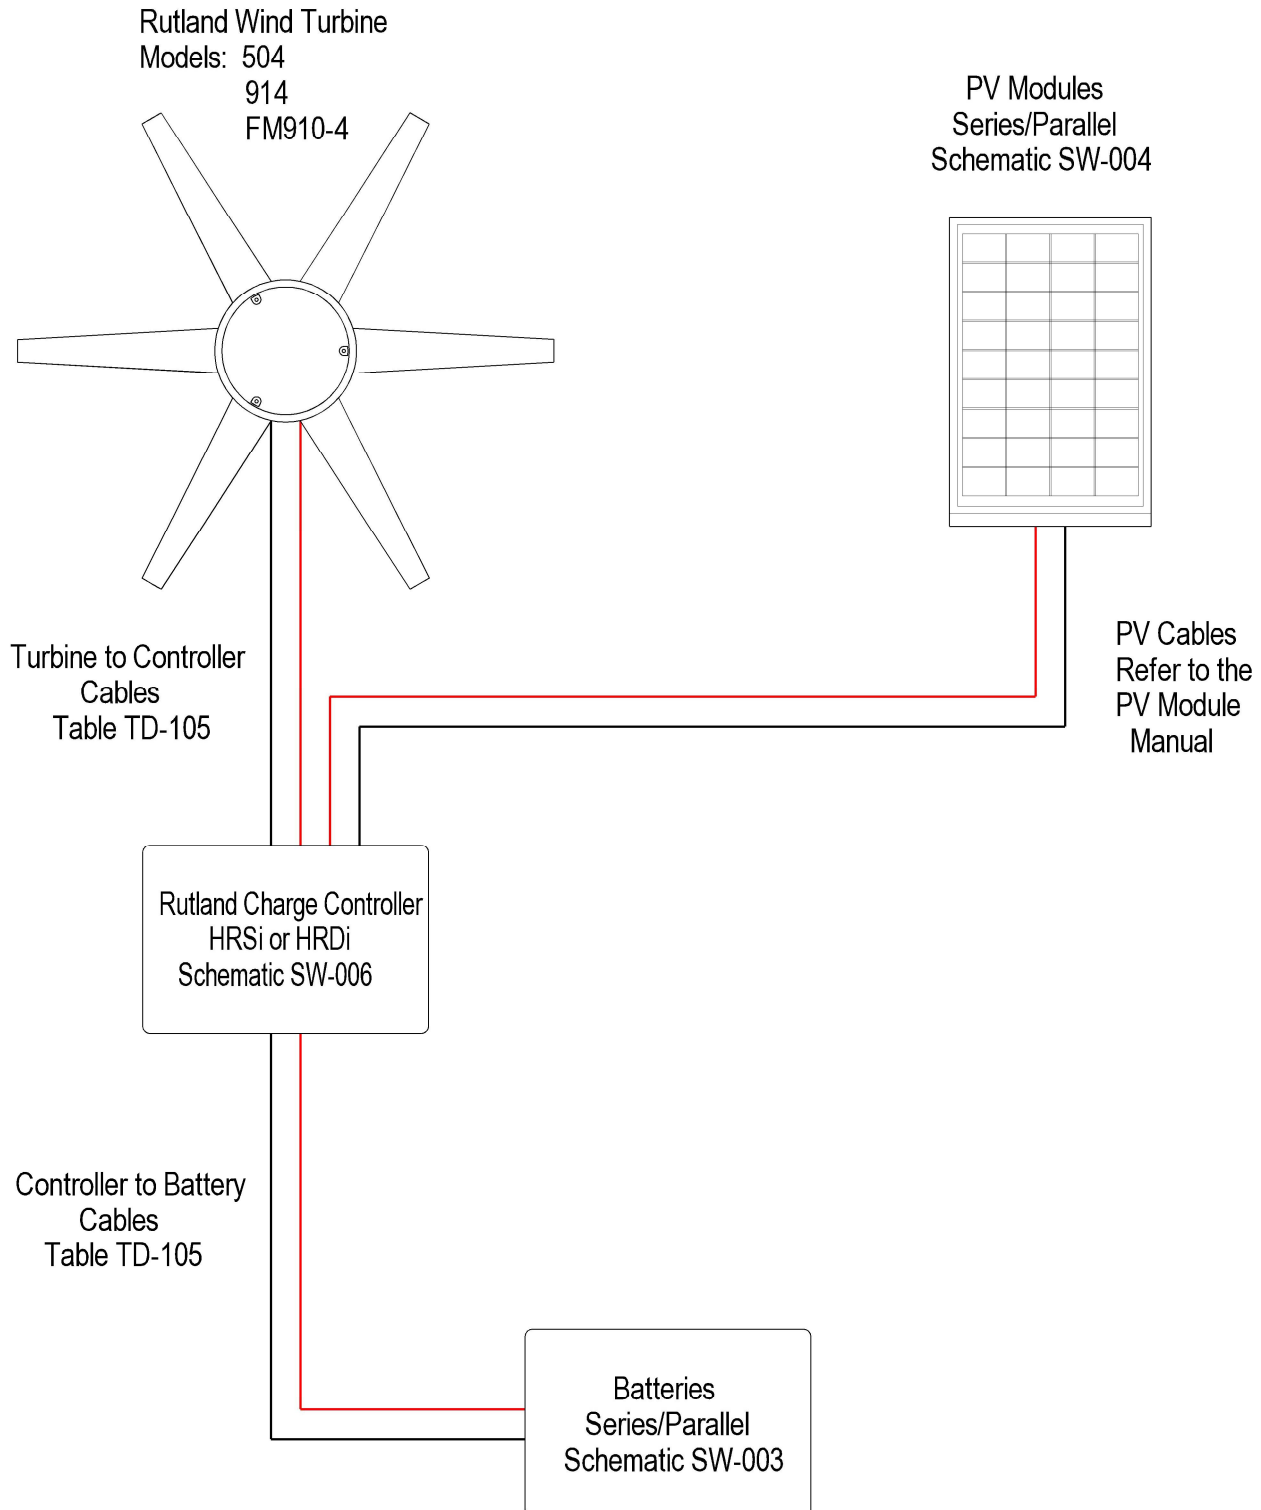 Rutland Wind Turbine
Models: 504
914
FM910-4
PV Modules
Series/Parallel
Schematic SW-004
Turbine to Controller
Cables
Table TD-105
PV Cables
Refer to the
PV Module
Manual
Rutland Charge Controller
HRSi or HRDi
Schematic SW-006
Controller to Battery
Cables
Table TD-105
Batteries
Series/Parallel
Schematic SW-003